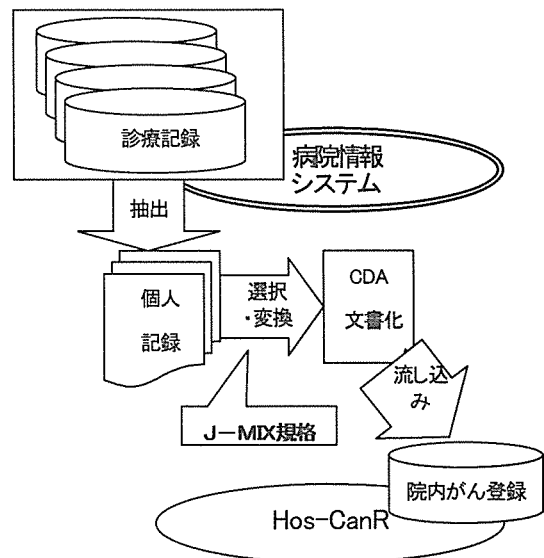 診療記録
病院情報
システム
抽出
個人
記録
選択
・変換
CDA
文書化
流し込
み
J－MIX規格
院内がん登録
Hos-CanR